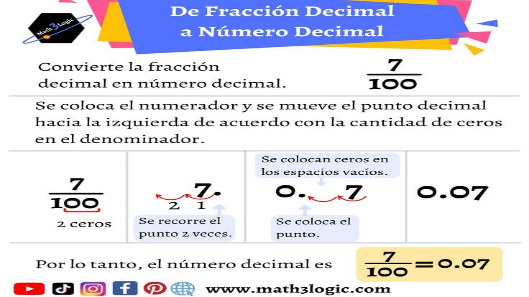 De Fracción Decimal
a Número Decimal
Math3Logic
Convierte la fracción
decimal en número decimal.
7
100
Se coloca el numerador y se mueve el punto decimal
hacia la izquierda de acuerdo con la cantidad de ceros
en el denominador.
7
100
2 ceros
7.
2 1
Se recorre el
punto 2 veces.
Se colocan ceros en
los espacios vacíos.
0. 7
Se coloca el
punto.
0.07
Por lo tanto, el número decimal es
7
100 = 0.07
www.math3logic.com